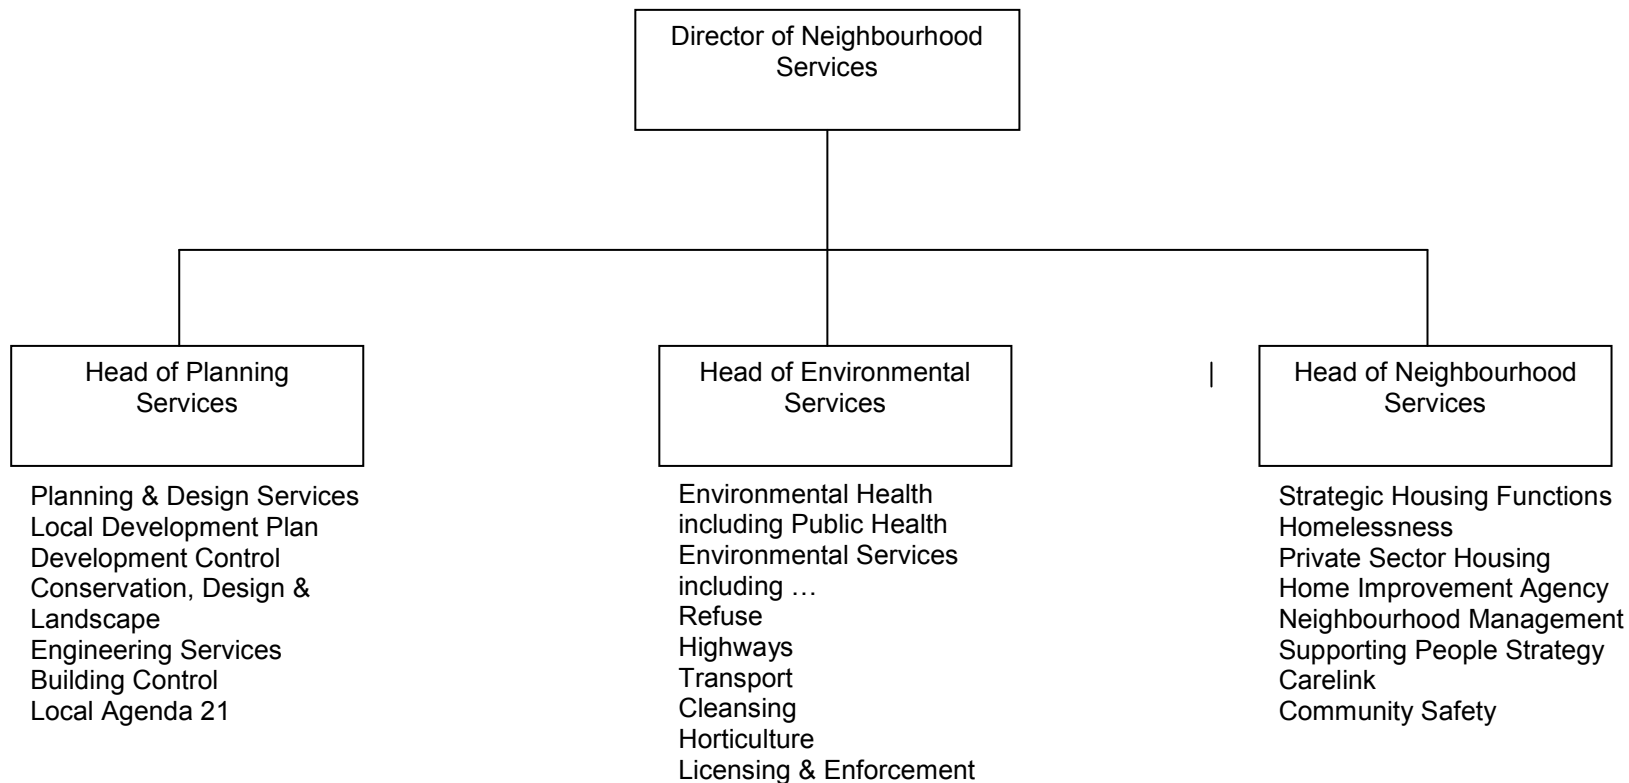 Director of Neighbourhood
Services
Head of Planning
Services
Planning & Design Services
Local Development Plan
Development Control
Conservation, Design &
Landscape
Engineering Services
Building Control
Local Agenda 21
Head of Environmental
Services
Environmental Health
including Public Health
Environmental Services
including …
Refuse
Highways
Transport
Cleansing
Horticulture
Licensing & Enforcement
|
Head of Neighbourhood
Services
Strategic Housing Functions
Homelessness
Private Sector Housing
Home Improvement Agency
Neighbourhood Management
Supporting People Strategy
Carelink
Community Safety